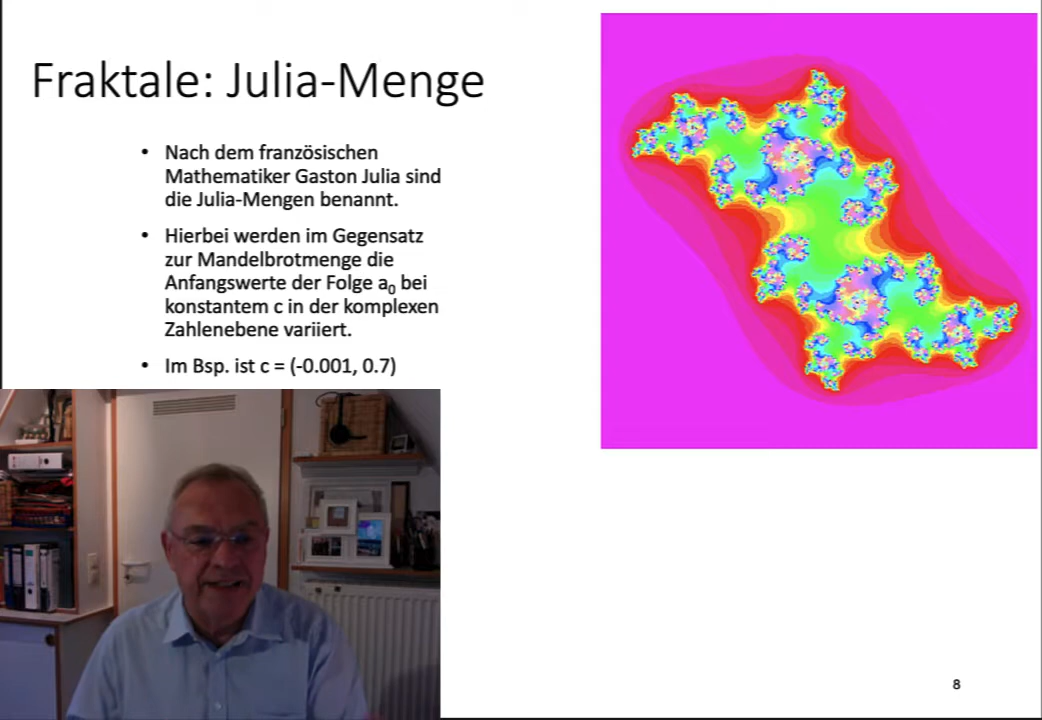 Fraktale: Julia-Menge
• Nach dem französischen
Mathematiker Gaston Julia sind
die Julia-Mengen benannt.
• Hierbei werden im Gegensatz
zur Mandelbrotmenge die
Anfangswerte der Folge a₀ bei
konstantem c in der komplexen
Zahlenebene variiert.
• Im Bsp. ist c = (-0.001, 0.7)
8